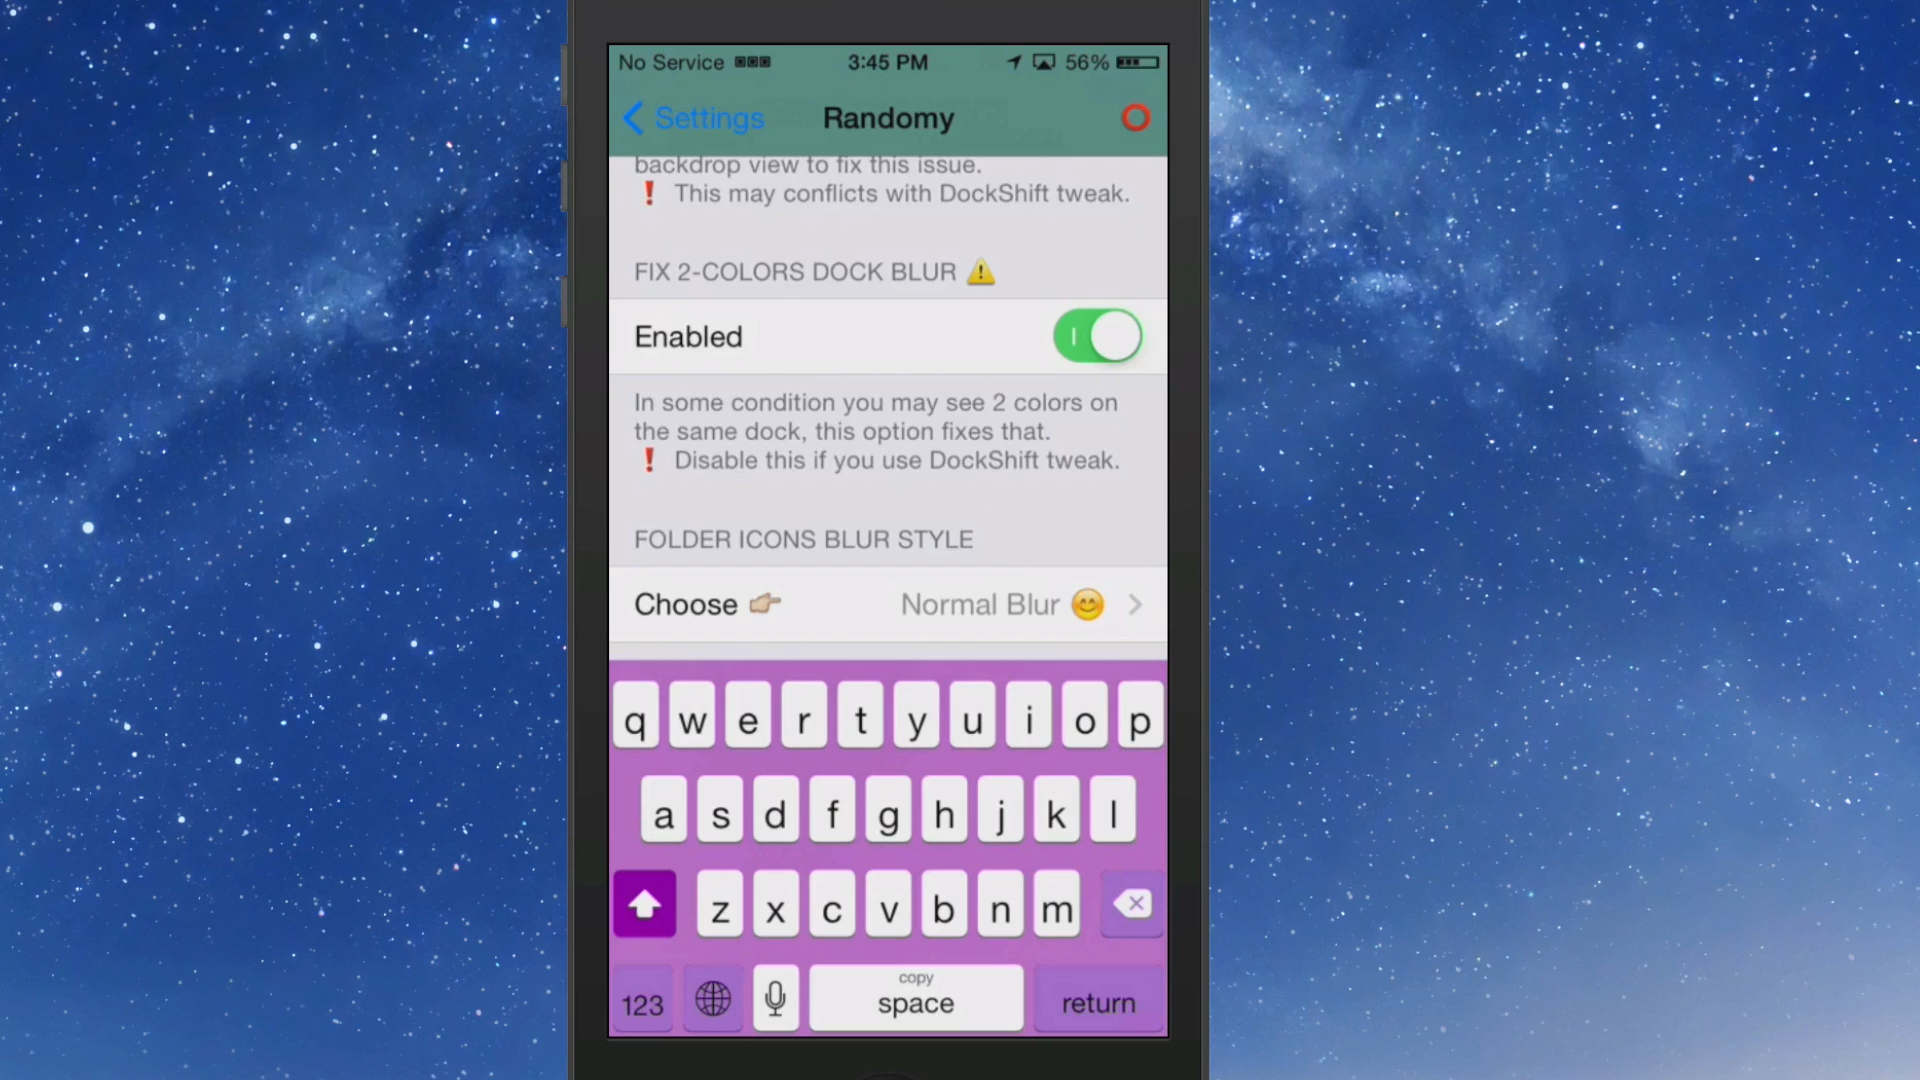 No Service 3:45 PM 56%
Settings Randomy
backdrop view to fix this issue.
❗ This may conflicts with DockShift tweak.
FIX 2-COLORS DOCK BLUR ⚠️
Enabled
In some condition you may see 2 colors on
the same dock, this option fixes that.
❗ Disable this if you use DockShift tweak.
FOLDER ICONS BLUR STYLE
Choose 👉 Normal Blur 😊
q w e r t y u i o p
a s d f g h j k l
z x c v b n m
copy
123 space return